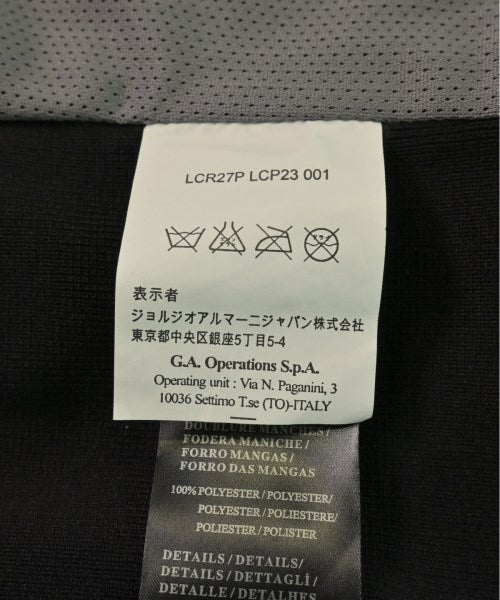 LCR27P LCP23 001
表示者
ジョルジオアルマーニジャパン株式会社
東京都中央区銀座5丁目5-4
G.A. Operations S.p.A.
Operating unit : Via N. Paganini, 3
10036 Settimo T.se (TO)-ITALY
DOUBLURE MANCHES/
FODERA MANICHE/
FORRO MANGAS/
FORRO DAS MANGAS
100% POLYESTER/POLYESTER/
POLYESTER/POLIESTERE/
POLIESTER/POLISTER
DETAILS/DETAILS/
DETAILS/DETTAGLİ/
DETALLE/DETALHES